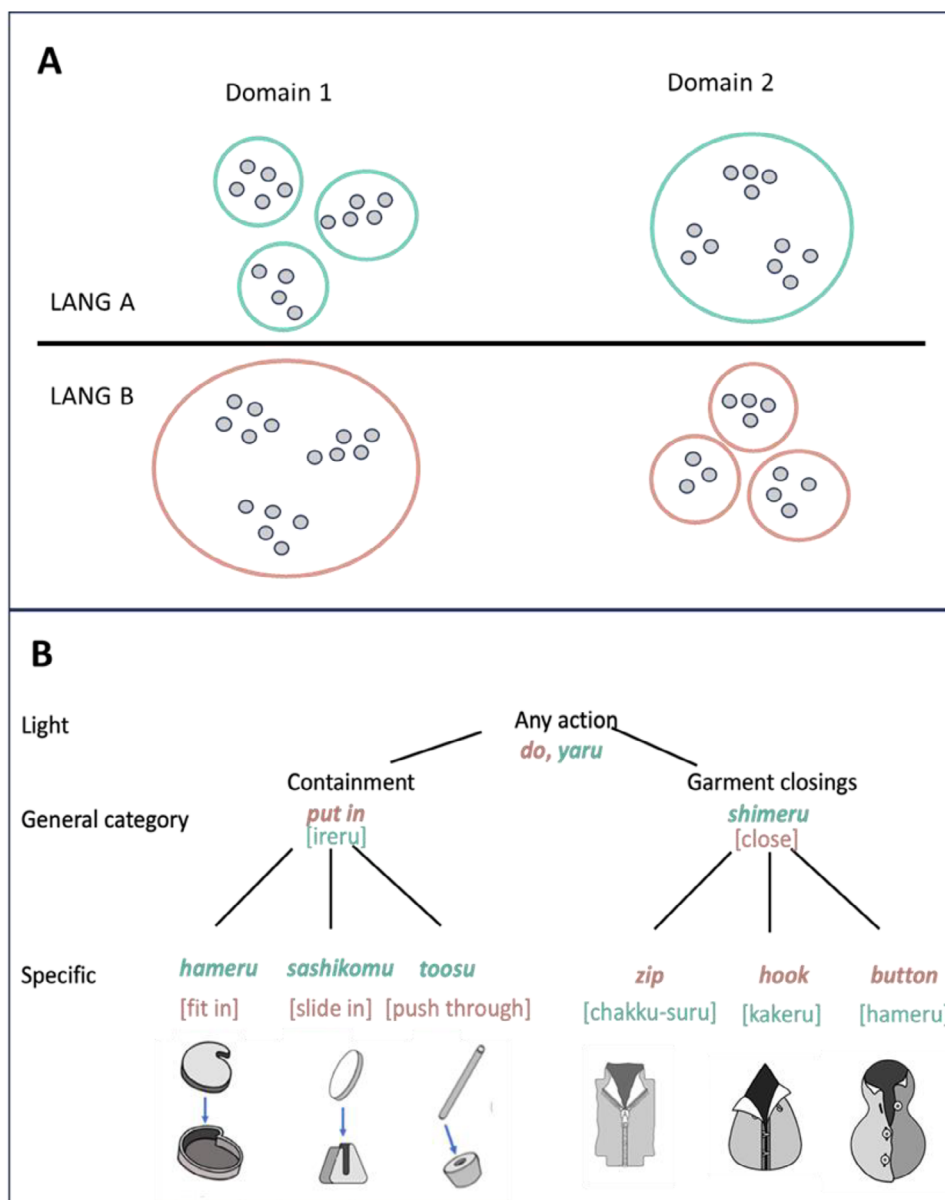 A
Domain 1
Domain 2
LANG A
LANG B
B
Light
Any action
do, yaru
Containment
Garment closings
General category
put in
shimeru
[ireru]
[close]
Specific
hameru sashikomu toosu
zip hook button
[fit in] [slide in] [push through]
[chakku-suru] [kakeru] [hameru]